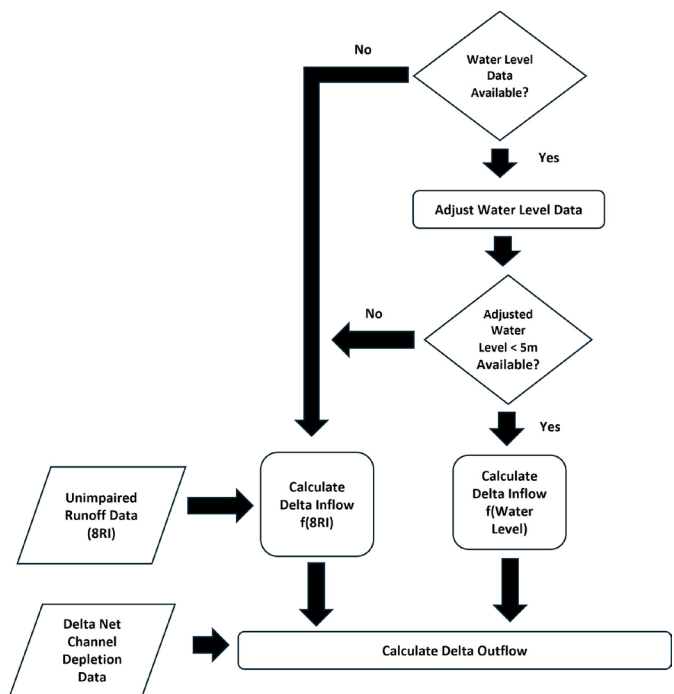 No
Water Level
Data
Available?
Yes
Adjust Water Level Data
No
Adjusted
Water
Level < 5m
Available?
Yes
Unimpaired
Runoff Data
(8RI)
Calculate
Delta Inflow
f(8RI)
Calculate
Delta Inflow
f(Water
Level)
Delta Net
Channel
Depletion
Data
Calculate Delta Outflow